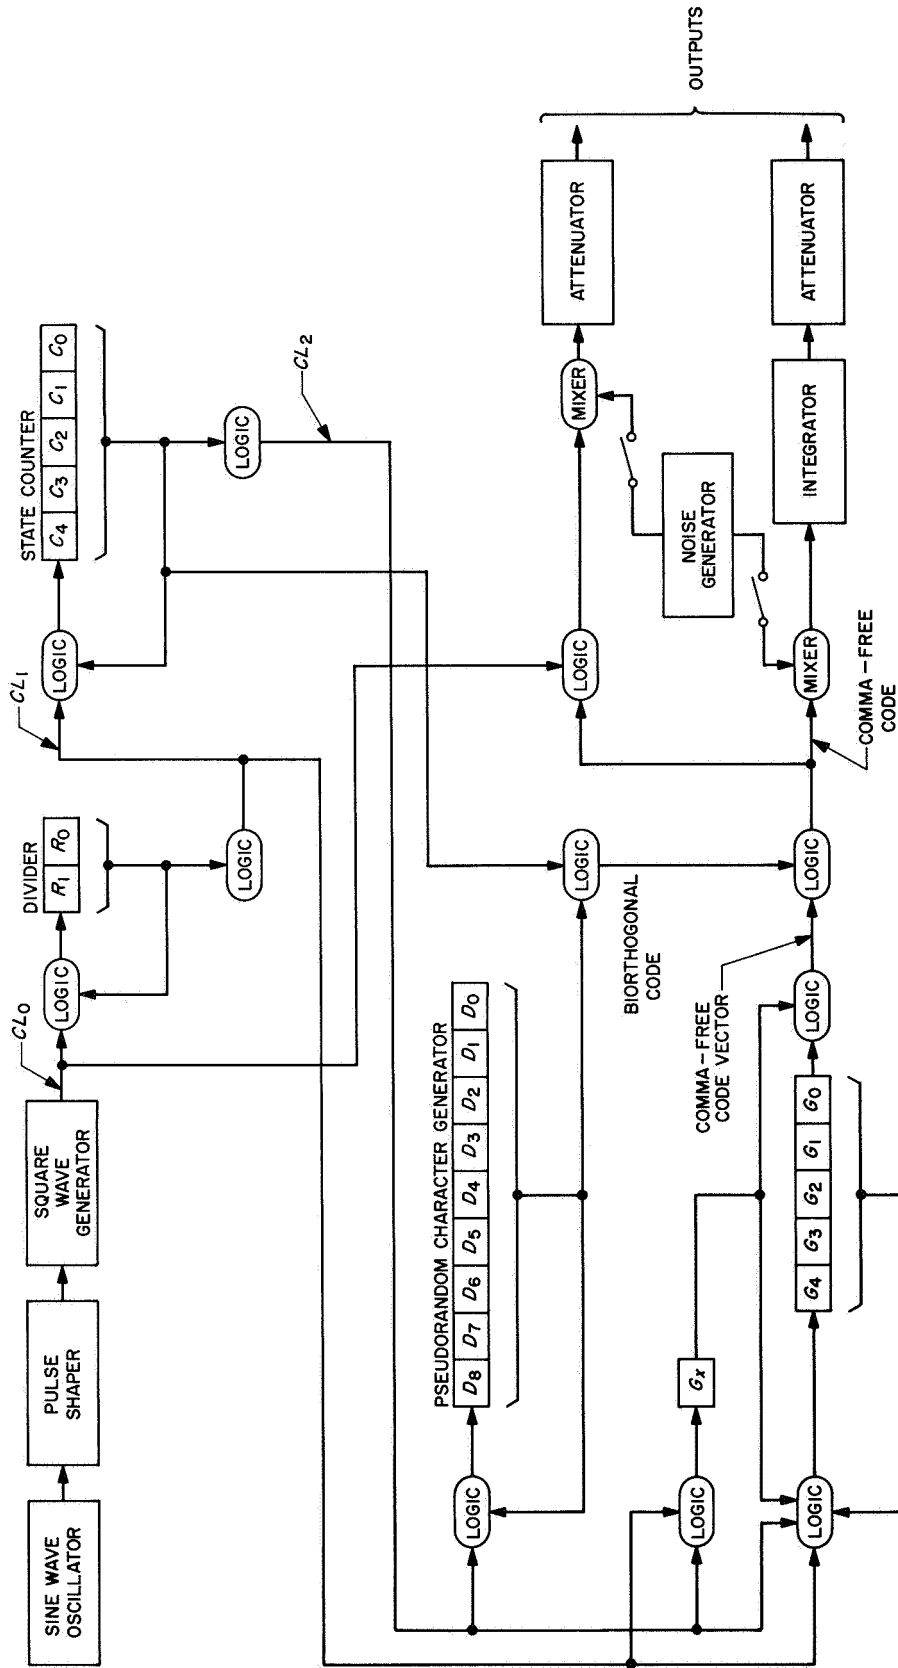 SINE WAVE
OSCILLATOR
PULSE
SHAPER
SQUARE
WAVE
GENERATOR
CL0
LOGIC
DIVIDER
R1 R0
LOGIC
CL1
LOGIC
STATE COUNTER
C4 C3 C2 C1 C0
LOGIC
CL2
LOGIC
PSEUDORANDOM CHARACTER GENERATOR
D8 D7 D6 D5 D4 D3 D2 D1 D0
LOGIC
BIORTHOGONAL
CODE
LOGIC
MIXER
ATTENUATOR
NOISE
GENERATOR
OUTPUTS
LOGIC
Gx
LOGIC
G4 G3 G2 G1 G0
LOGIC
COMMA-FREE
CODE VECTOR
LOGIC
COMMA-FREE
CODE
MIXER
INTEGRATOR
ATTENUATOR